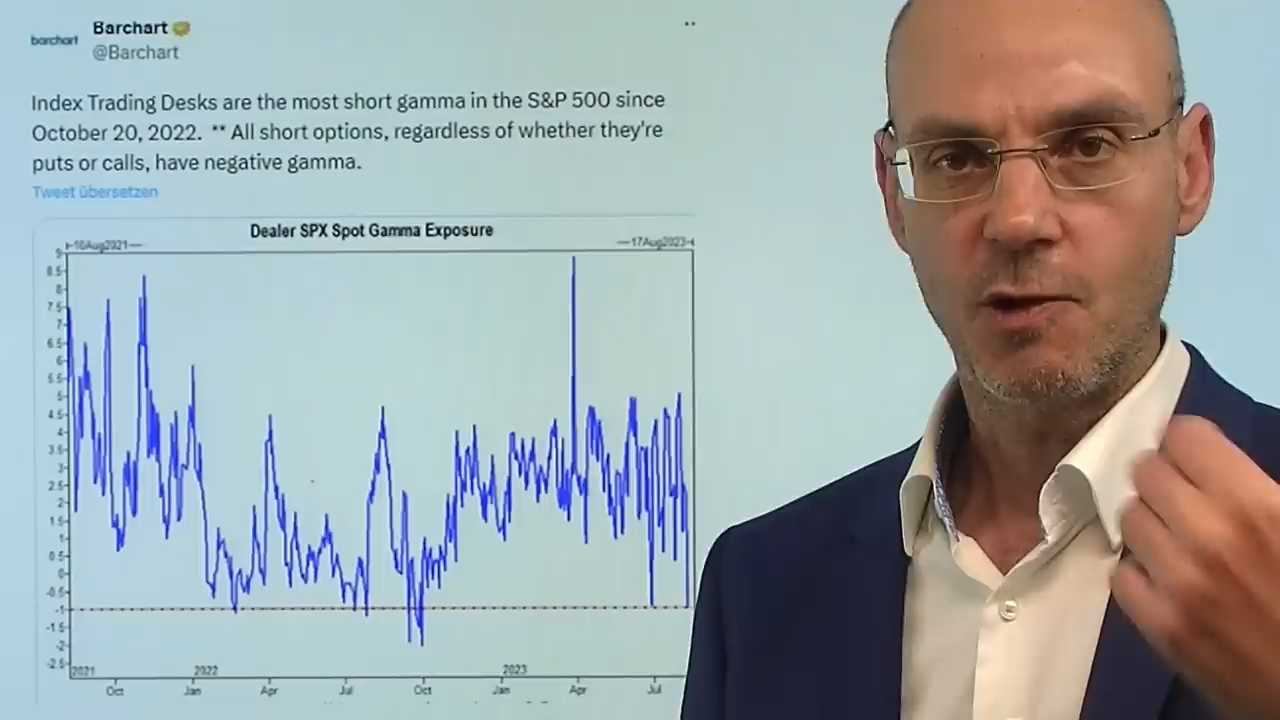 Barchart
barchart
@Barchart
Index Trading Desks are the most short gamma in the S&P 500 since
October 20, 2022. ** All short options, regardless of whether they're
puts or calls, have negative gamma.
Tweet übersetzen
Dealer SPX Spot Gamma Exposure
16Aug2021
17Aug2023
9
8.5
8
7.5
7
6.5
6
5.5
5
4.5
4
3.5
3
2.5
2
1.5
1
0.5
0
-0.5
-1
-1.5
-2
-2.5
2021
2022
2023
Oct
Jan
Apr
Jul
Oct
Jan
Apr
Jul